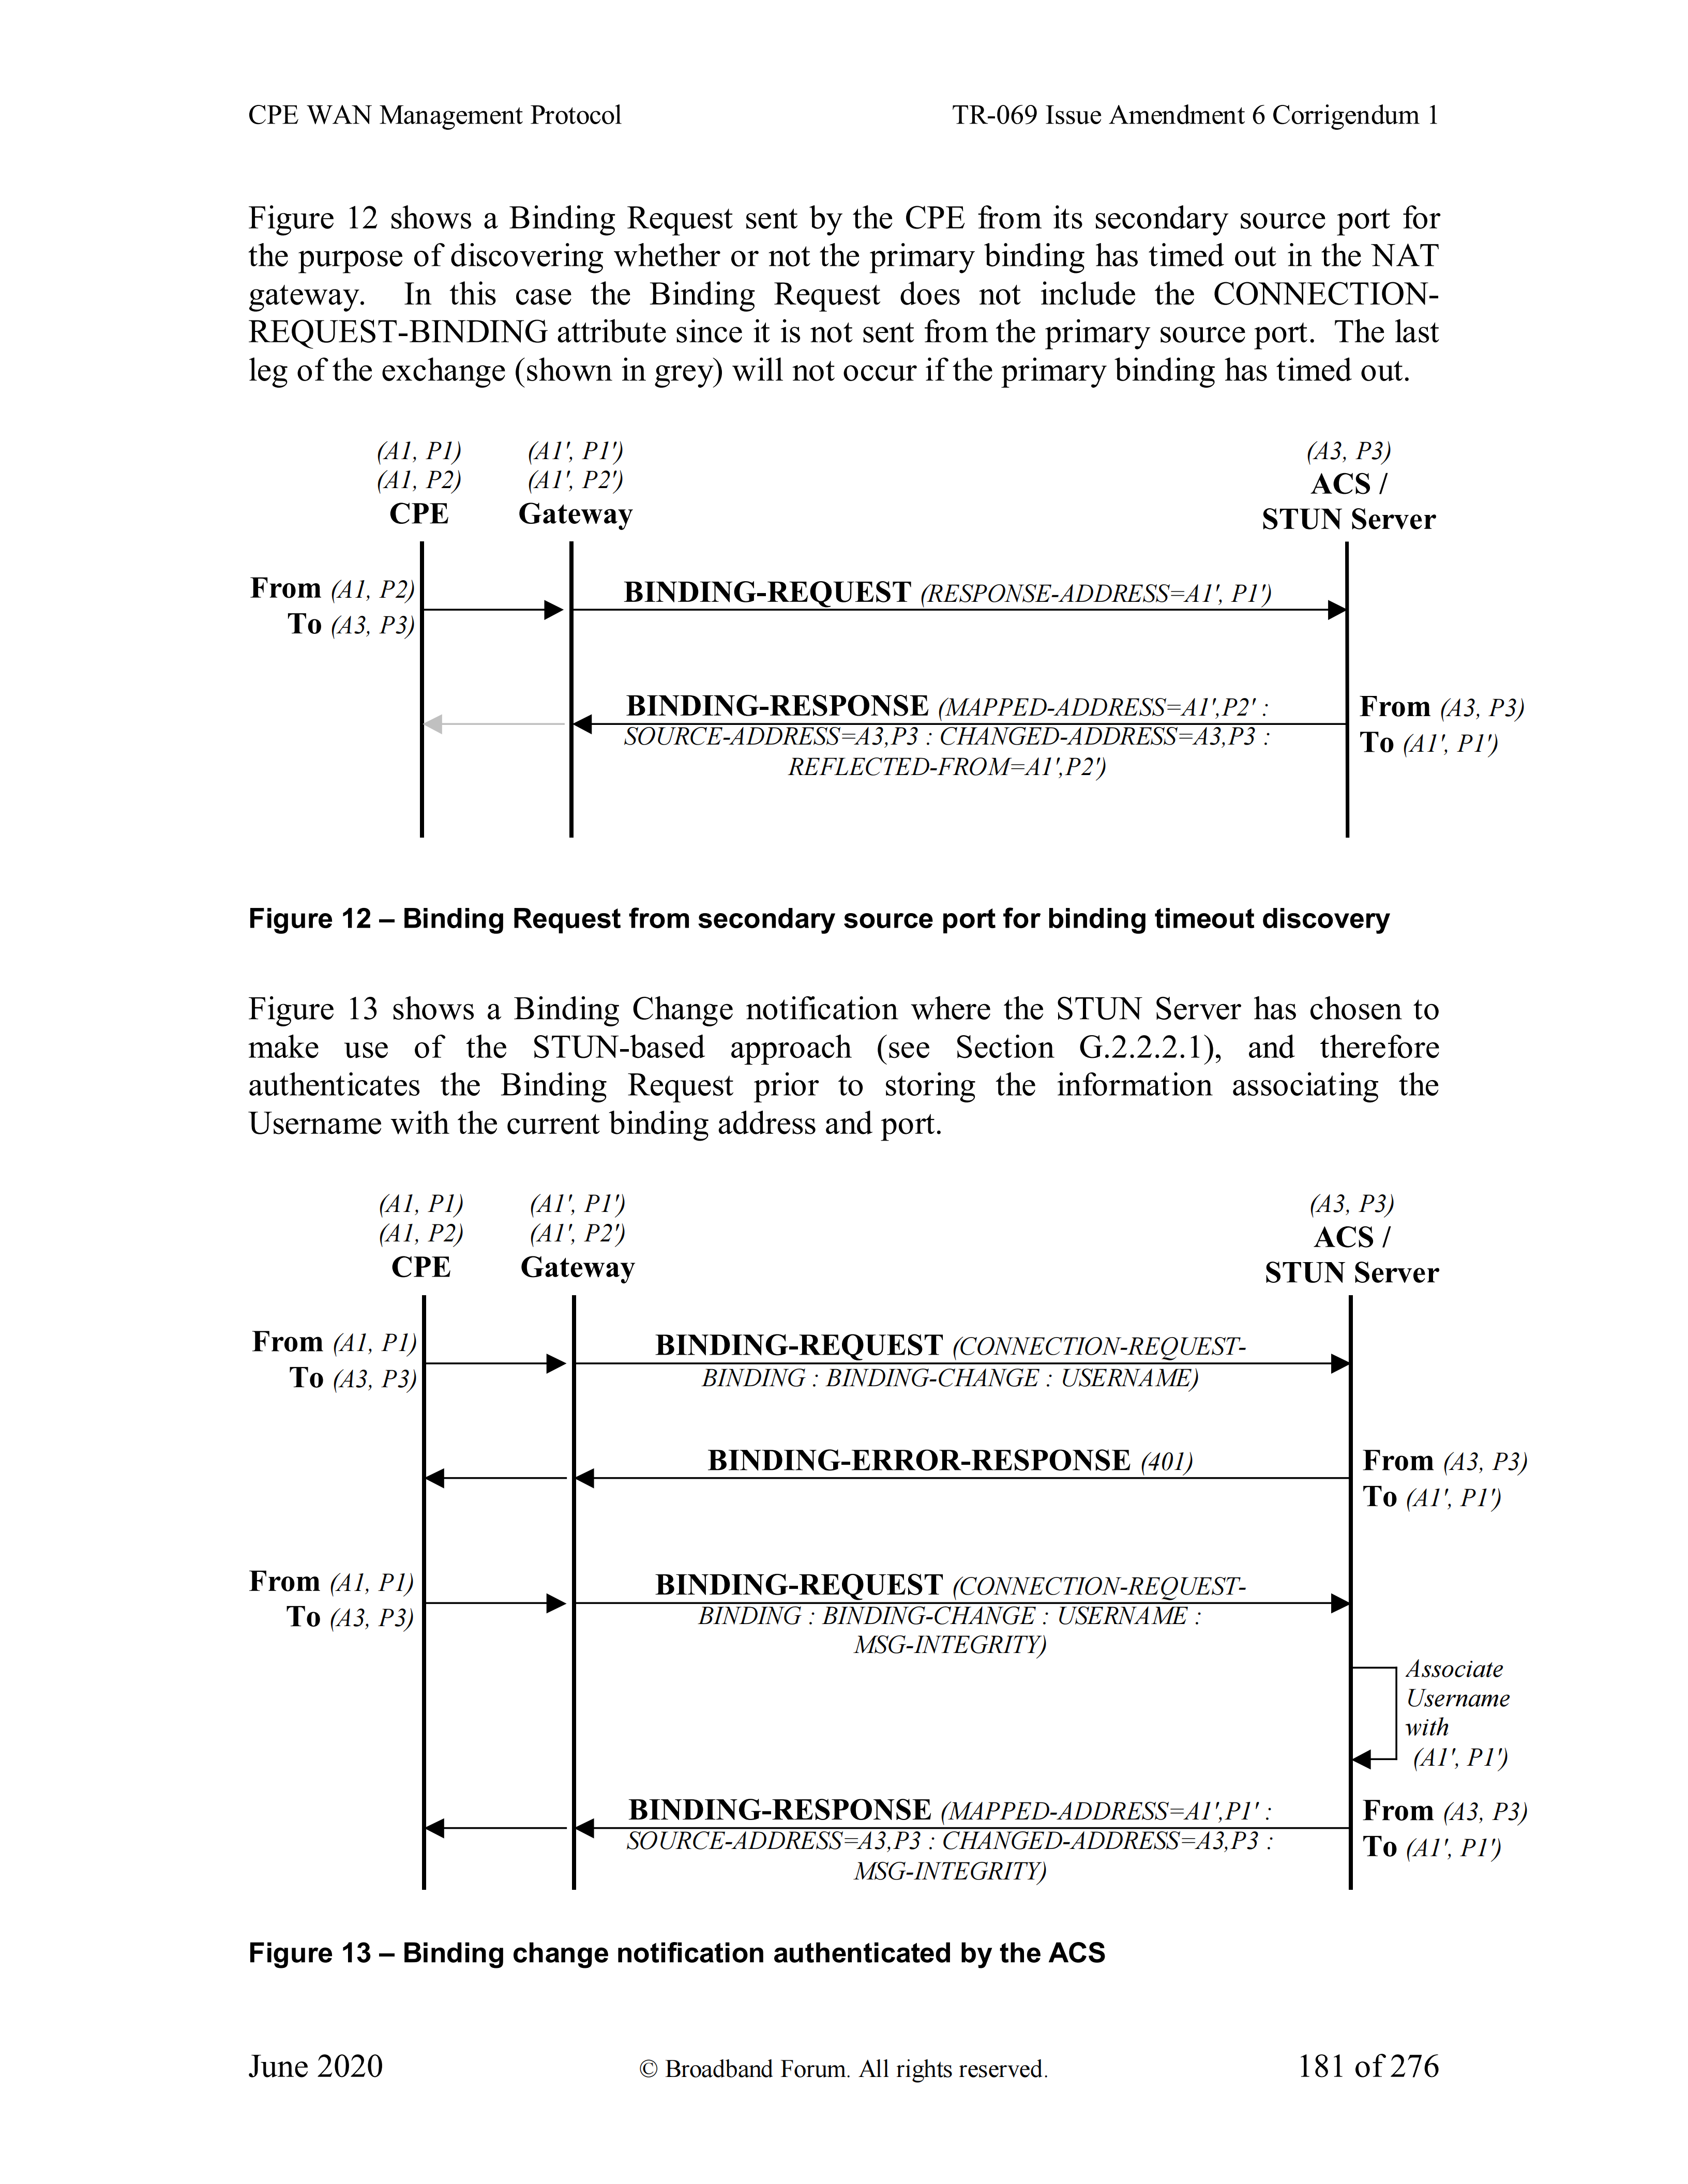 CPE WAN Management Protocol TR-069 Issue Amendment 6 Corrigendum 1
Figure 12 shows a Binding Request sent by the CPE from its secondary source port for
the purpose of discovering whether or not the primary binding has timed out in the NAT
gateway. In this case the Binding Request does not include the CONNECTION-
REQUEST-BINDING attribute since it is not sent from the primary source port. The last
leg of the exchange (shown in grey) will not occur if the primary binding has timed out.
(A1, P1) (A1', P1') (A3, P3)
(A1, P2) (A1', P2') ACS /
CPE Gateway STUN Server
From (A1, P2) BINDING-REQUEST (RESPONSE-ADDRESS=A1', P1')
To (A3, P3)
BINDING-RESPONSE (MAPPED-ADDRESS=A1',P2' : From (A3, P3)
SOURCE-ADDRESS=A3,P3 : CHANGED-ADDRESS=A3,P3 : To (A1', P1')
REFLECTED-FROM=A1',P2')
Figure 12 – Binding Request from secondary source port for binding timeout discovery
Figure 13 shows a Binding Change notification where the STUN Server has chosen to
make use of the STUN-based approach (see Section G.2.2.2.1), and therefore
authenticates the Binding Request prior to storing the information associating the
Username with the current binding address and port.
(A1, P1) (A1', P1') (A3, P3)
(A1, P2) (A1', P2') ACS /
CPE Gateway STUN Server
From (A1, P1) BINDING-REQUEST (CONNECTION-REQUEST-
To (A3, P3) BINDING : BINDING-CHANGE : USERNAME)
BINDING-ERROR-RESPONSE (401) From (A3, P3)
To (A1', P1')
From (A1, P1) BINDING-REQUEST (CONNECTION-REQUEST-
To (A3, P3) BINDING : BINDING-CHANGE : USERNAME :
MSG-INTEGRITY)
Associate
Username
with
(A1', P1')
BINDING-RESPONSE (MAPPED-ADDRESS=A1',P1' : From (A3, P3)
SOURCE-ADDRESS=A3,P3 : CHANGED-ADDRESS=A3,P3 : To (A1', P1')
MSG-INTEGRITY)
Figure 13 – Binding change notification authenticated by the ACS
June 2020 © Broadband Forum. All rights reserved. 181 of 276